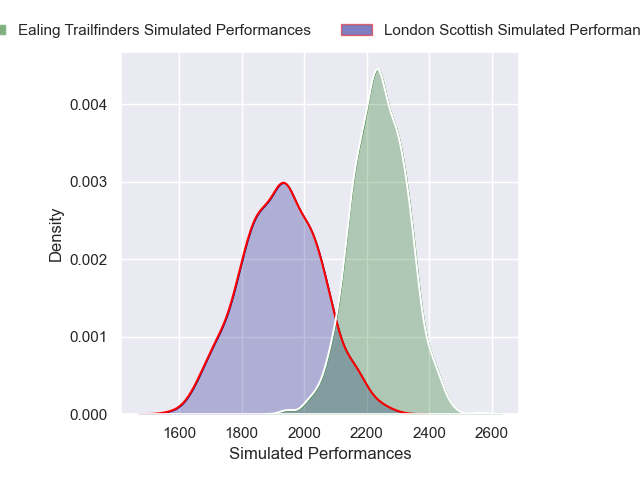 Ealing Trailfinders Simulated Performances
London Scottish Simulated Performan
0.004
0.003
0.002
0.001
0.000
Density
1600 1800 2000 2200 2400 2600
Simulated Performances